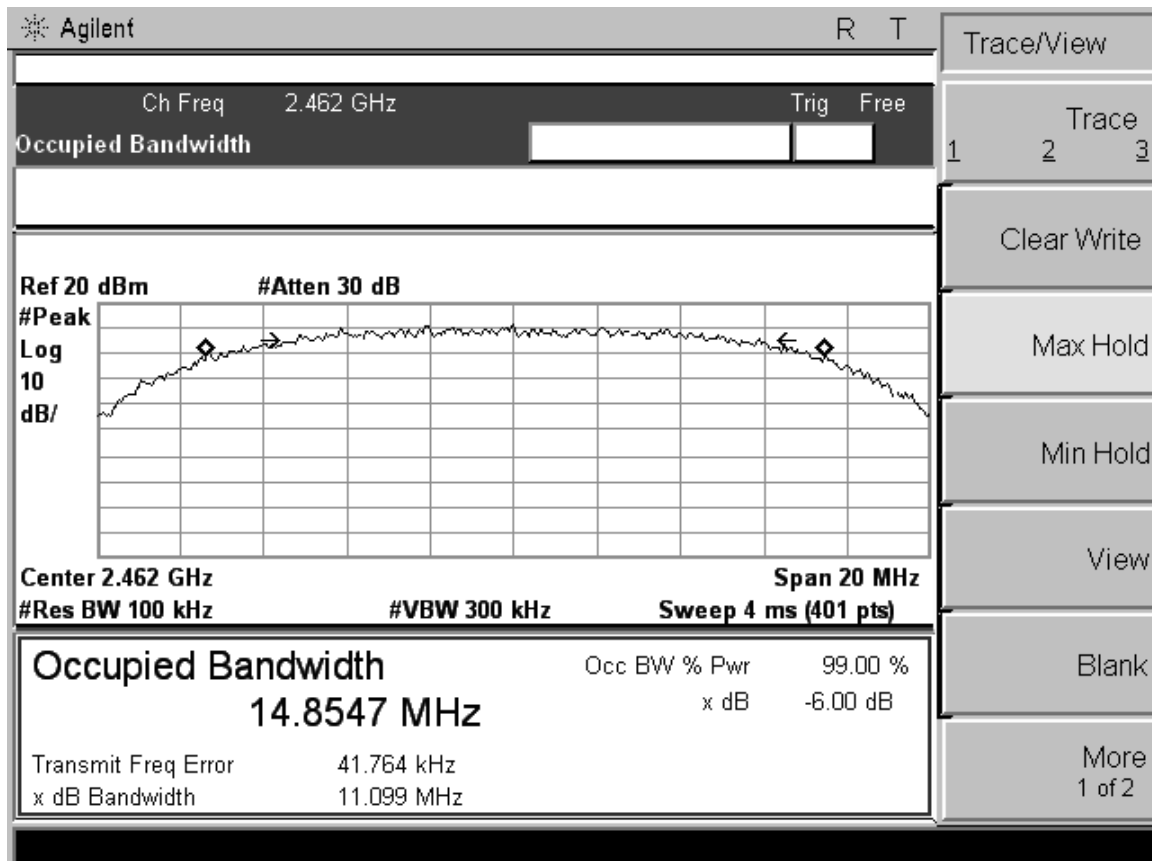 Agilent R T
Trace/View
Ch Freq 2.462 GHz Trig Free
Occupied Bandwidth
Trace
1 2 3
Clear Write
Ref 20 dBm #Atten 30 dB
#Peak
Log
10
dB/
Max Hold
Min Hold
Center 2.462 GHz Span 20 MHz
#Res BW 100 kHz #VBW 300 kHz Sweep 4 ms (401 pts)
View
Occupied Bandwidth
14.8547 MHz
Occ BW % Pwr 99.00 %
x dB -6.00 dB
Transmit Freq Error 41.764 kHz
x dB Bandwidth 11.099 MHz
Blank
More
1 of 2